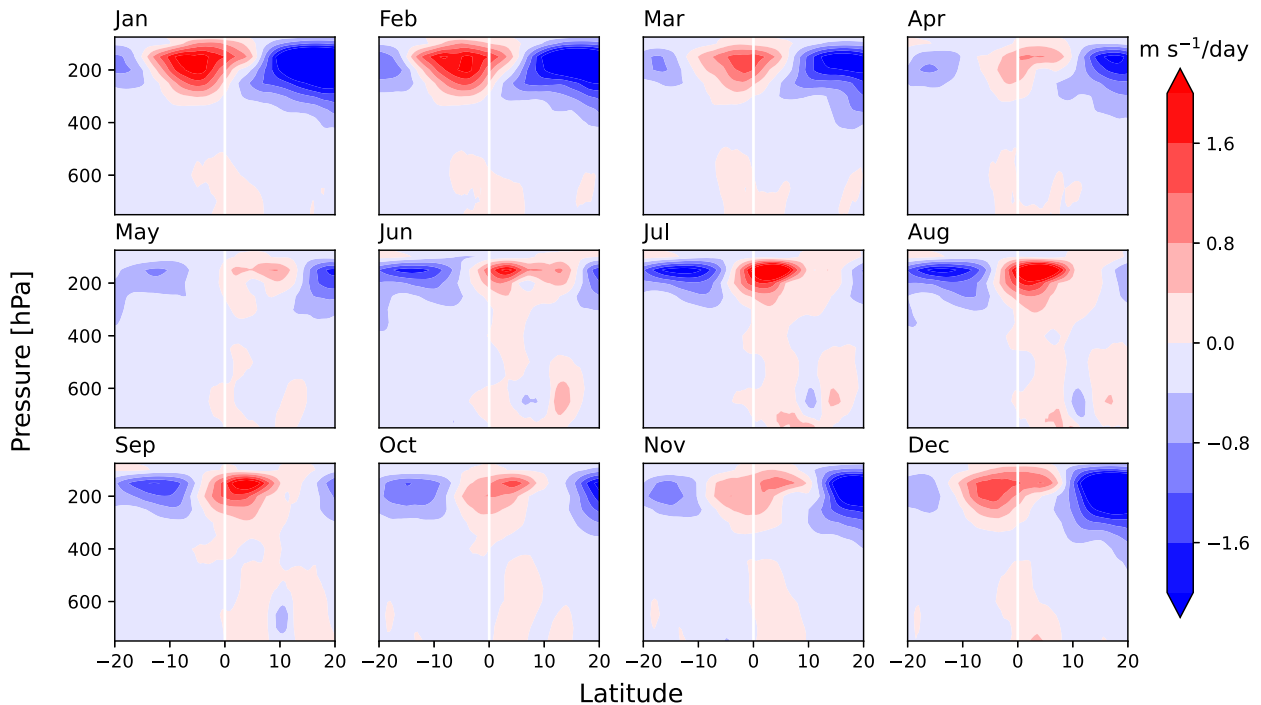 Jan Feb Mar Apr
m s⁻¹/day
200
400
600
1.6
0.8
0.0
−0.8
−1.6
May Jun Jul Aug
200
400
600
Pressure [hPa]
Sep Oct Nov Dec
200
400
600
−20 −10 0 10 20 −20 −10 0 10 20 −20 −10 0 10 20 −20 −10 0 10 20
Latitude